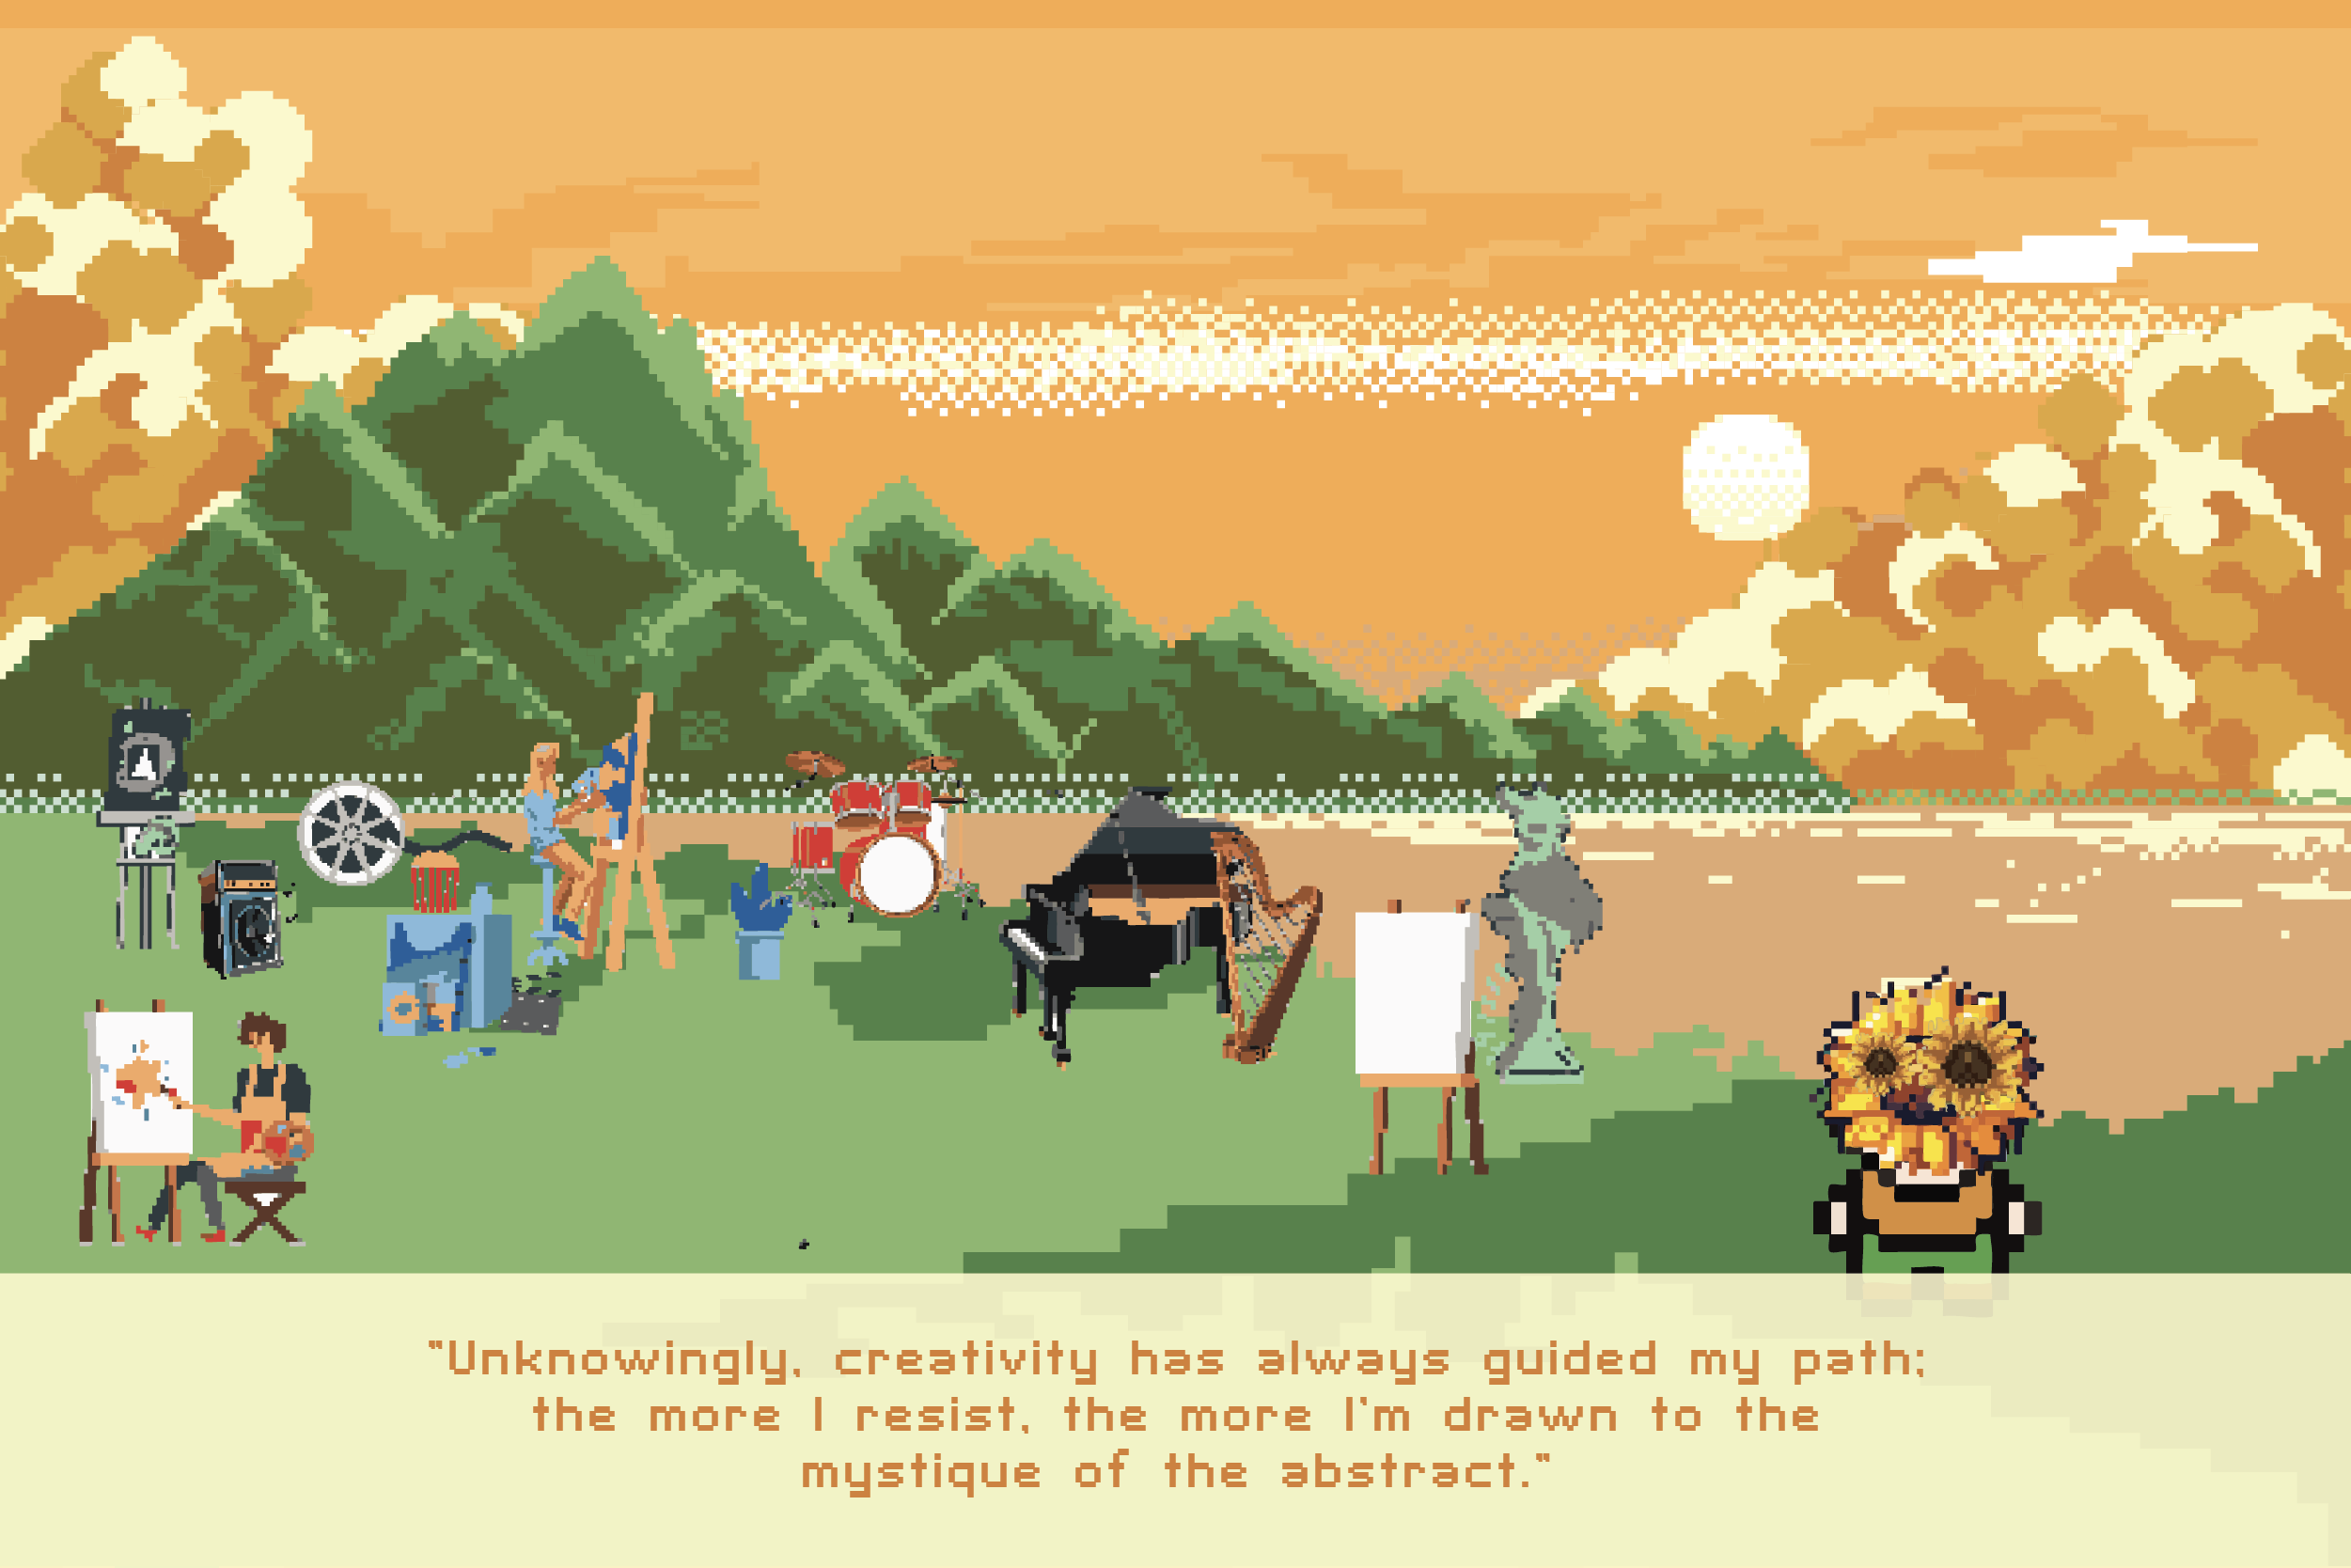 "Unknowingly, creativity has always guided my path;
the more I resist, the more I'm drawn to the
mystique of the abstract."